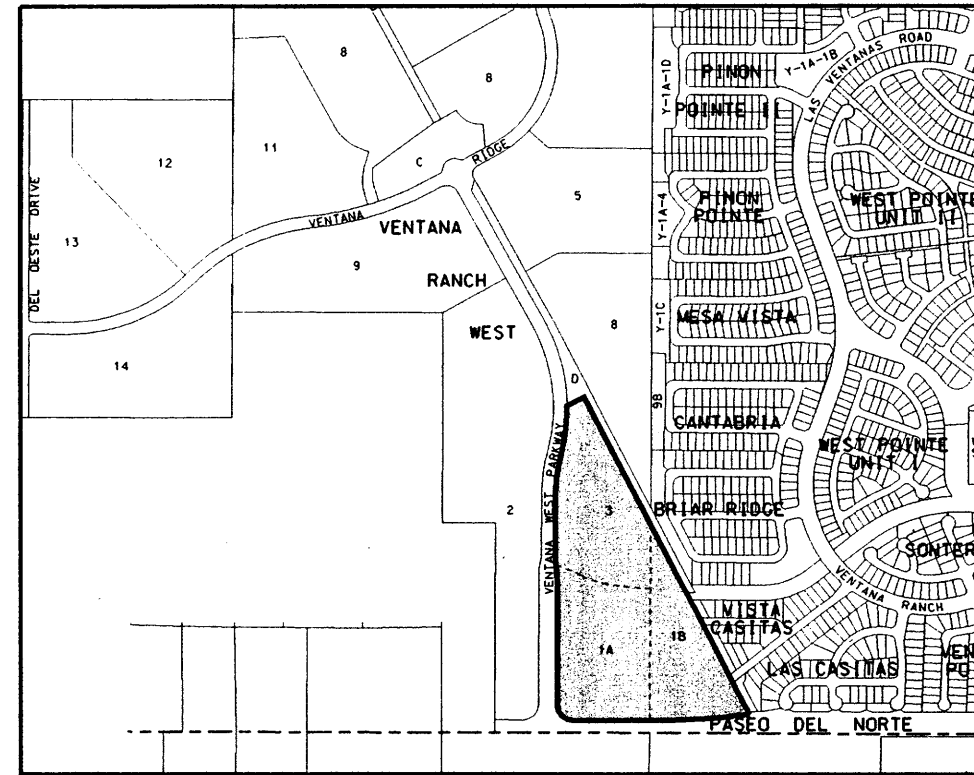 8
8
Y-1A-1D
PINON
POINTE II
Y-1A-1B
LAS VENTANAS ROAD
12
11
C
RIDGE
VENTANA
5
DEL OESTE DRIVE
13
VENTANA
9
RANCH
Y-1A-4
PINON
POINTE
WEST POINTE
UNIT II
WEST
8
Y-1C
MESA VISTA
14
D
9B
CANTABRIA
WEST POINTE
UNIT I
VENTANA WEST PARKWAY
2
3
BRIAR RIDGE
SONTER
VENTANA RANCH
VISTA
CASITAS
1A
1B
LAS CASITAS
VEN
PO
PASEO DEL NORTE